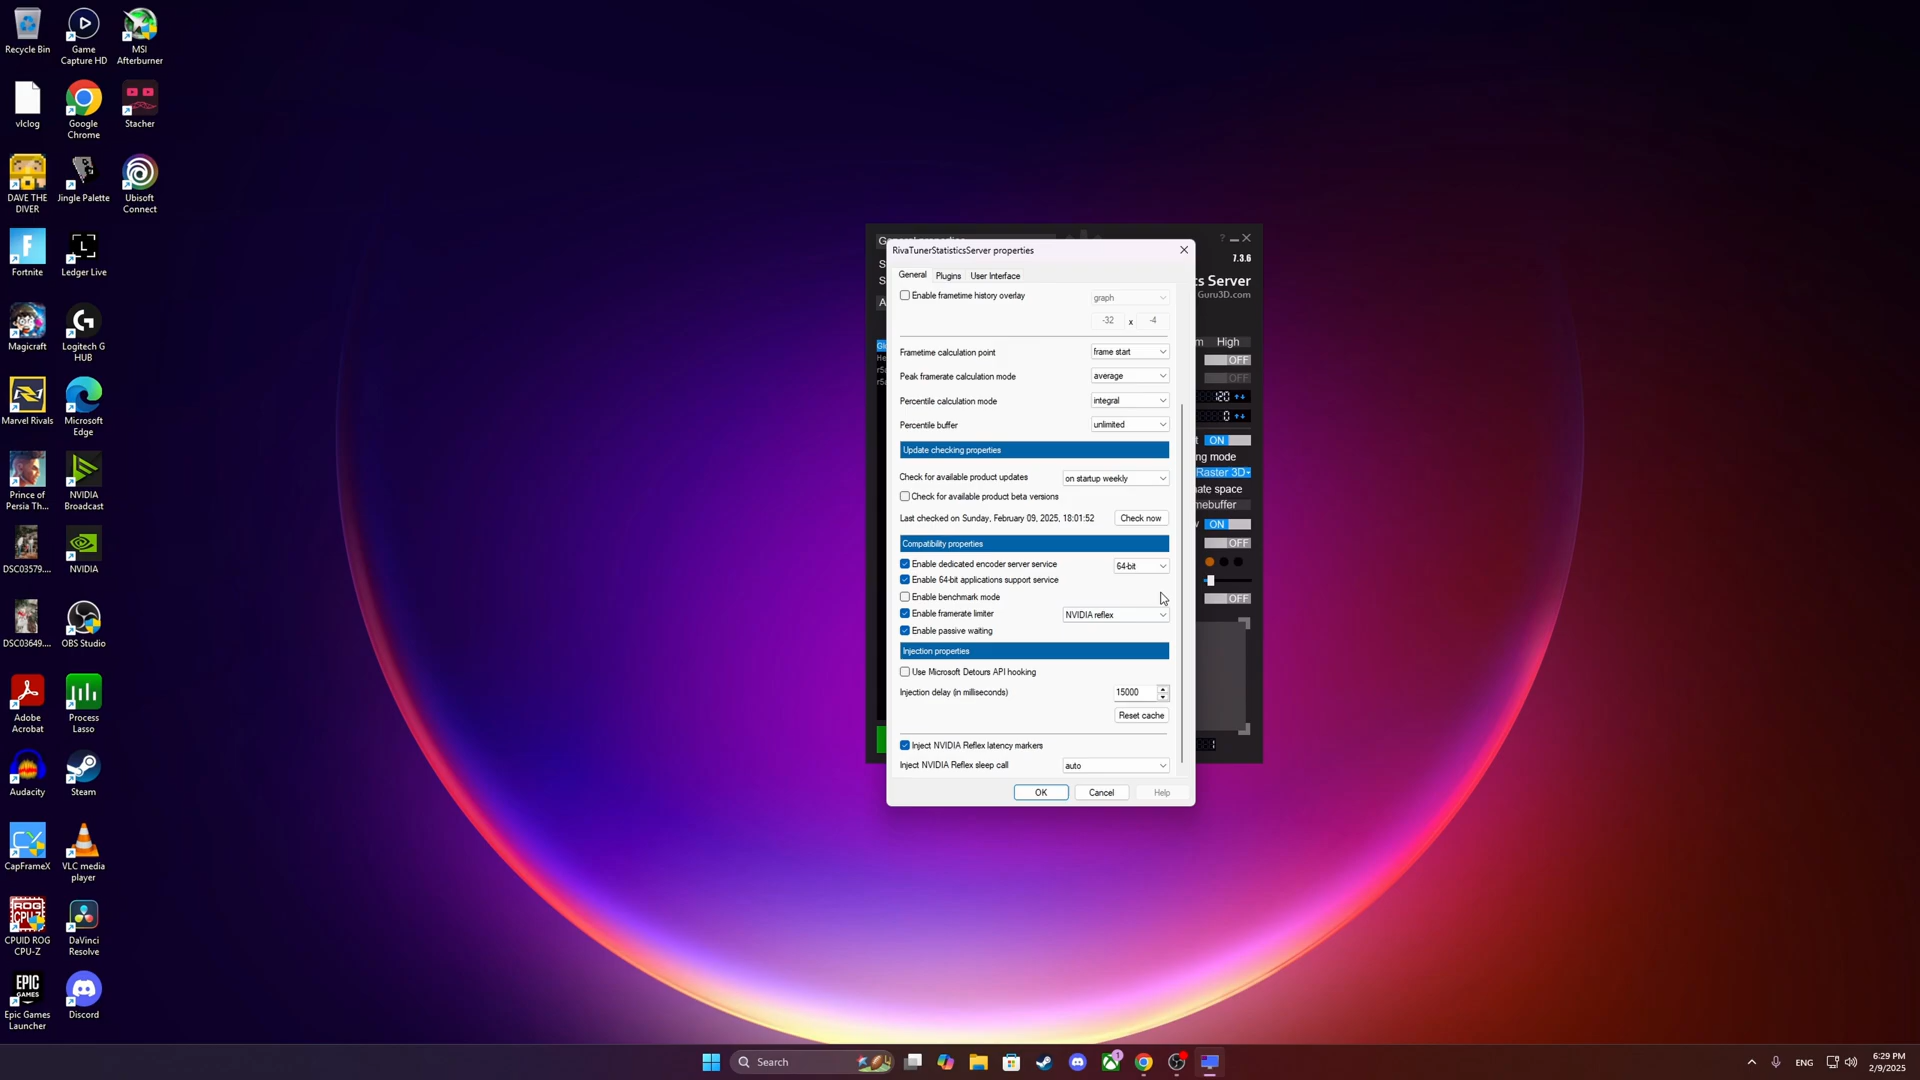 Recycle Bin
Game Capture HD
MSI Afterburner
vlclog
Google Chrome
Stacher
DAVE THE DIVER
Jingle Palette
Ubisoft Connect
Fortnite
Ledger Live
Magicraft
Logitech G HUB
Marvel Rivals
Microsoft Edge
Prince of Persia Th...
NVIDIA Broadcast
DSC03579....
NVIDIA
DSC03649....
OBS Studio
Adobe Acrobat
Process Lasso
Audacity
Steam
CapFrameX
VLC media player
ROG CPU-Z
CPUID ROG CPU-Z
DaVinci Resolve
EPIC GAMES
Epic Games Launcher
Discord
RivaTunerStatisticsServer properties
General
Plugins
User Interface
Enable frametime history overlay
graph
-32 x -4
Frametime calculation point
frame start
Peak framerate calculation mode
average
Percentile calculation mode
integral
Percentile buffer
unlimited
Update checking properties
Check for available product updates
on startup weekly
Check for available product beta versions
Last checked on Sunday, February 09, 2025, 18:01:52
Check now
Compatibility properties
Enable dedicated encoder server service
64-bit
Enable 64-bit applications support service
Enable benchmark mode
Enable framerate limiter
NVIDIA reflex
Enable passive waiting
Injection properties
Use Microsoft Detours API hooking
Injection delay (in milliseconds)
15000
Reset cache
Inject NVIDIA Reflex latency markers
Inject NVIDIA Reflex sleep call
auto
OK
Cancel
Help
?
7.3.6
s Server
Guru3D.com
m High
OFF
OFF
120
0
t ON
ng mode
Raster 3D
nate space
mebuffer
ON
OFF
OFF
1
Search
1
ENG
6:29 PM
2/9/2025